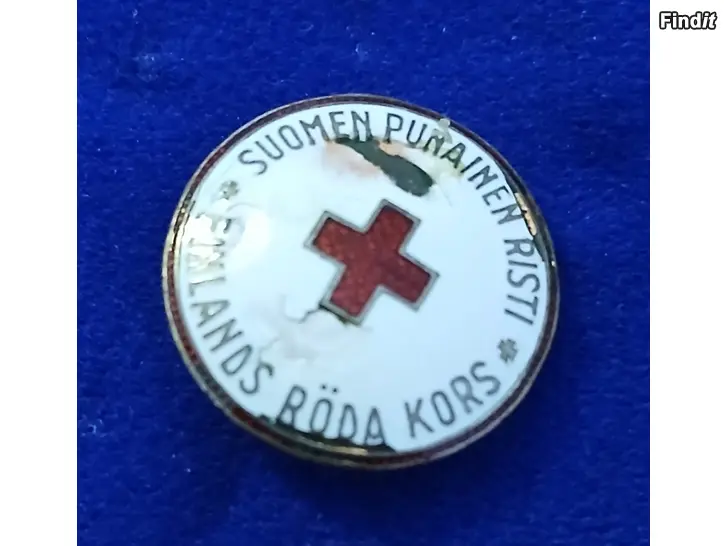 Findit
SUOMEN PUNAINEN RISTI
FINLANDS RÖDA KORS